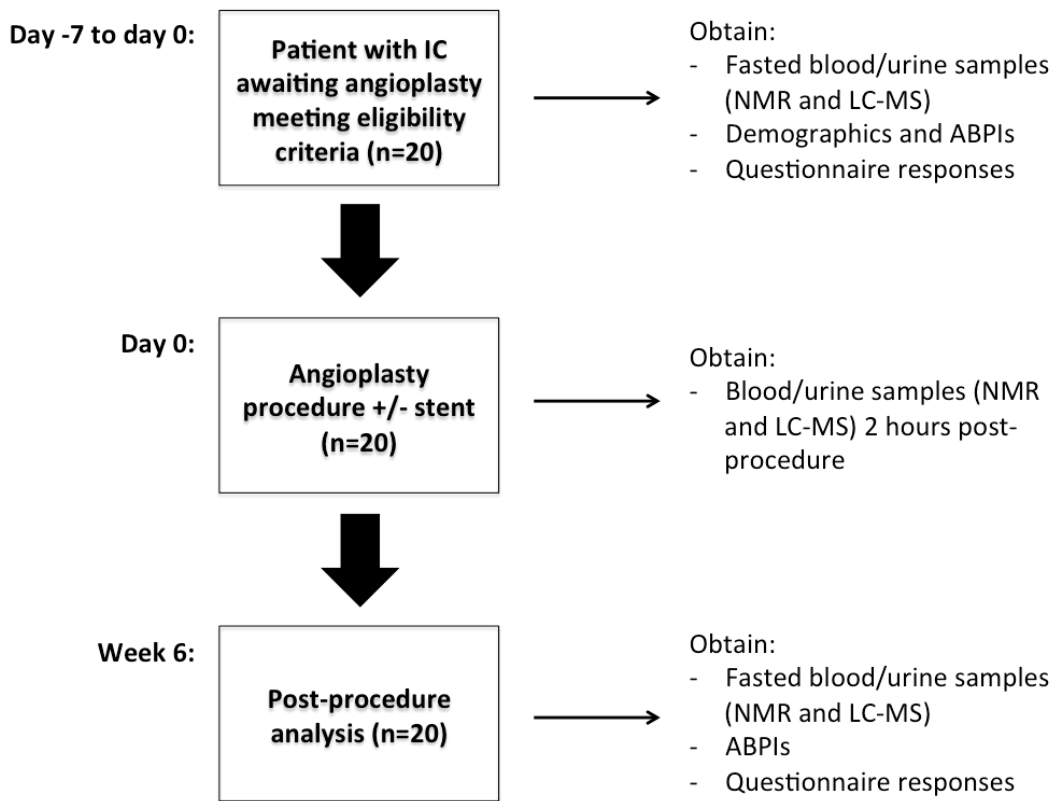 Day -7 to day 0:
Patient with IC
awaiting angioplasty
meeting eligibility
criteria (n=20)
Obtain:
- Fasted blood/urine samples
(NMR and LC-MS)
- Demographics and ABPIs
- Questionnaire responses
Day 0:
Angioplasty
procedure +/- stent
(n=20)
Obtain:
- Blood/urine samples (NMR
and LC-MS) 2 hours post-
procedure
Week 6:
Post-procedure
analysis (n=20)
Obtain:
- Fasted blood/urine samples
(NMR and LC-MS)
- ABPIs
- Questionnaire responses